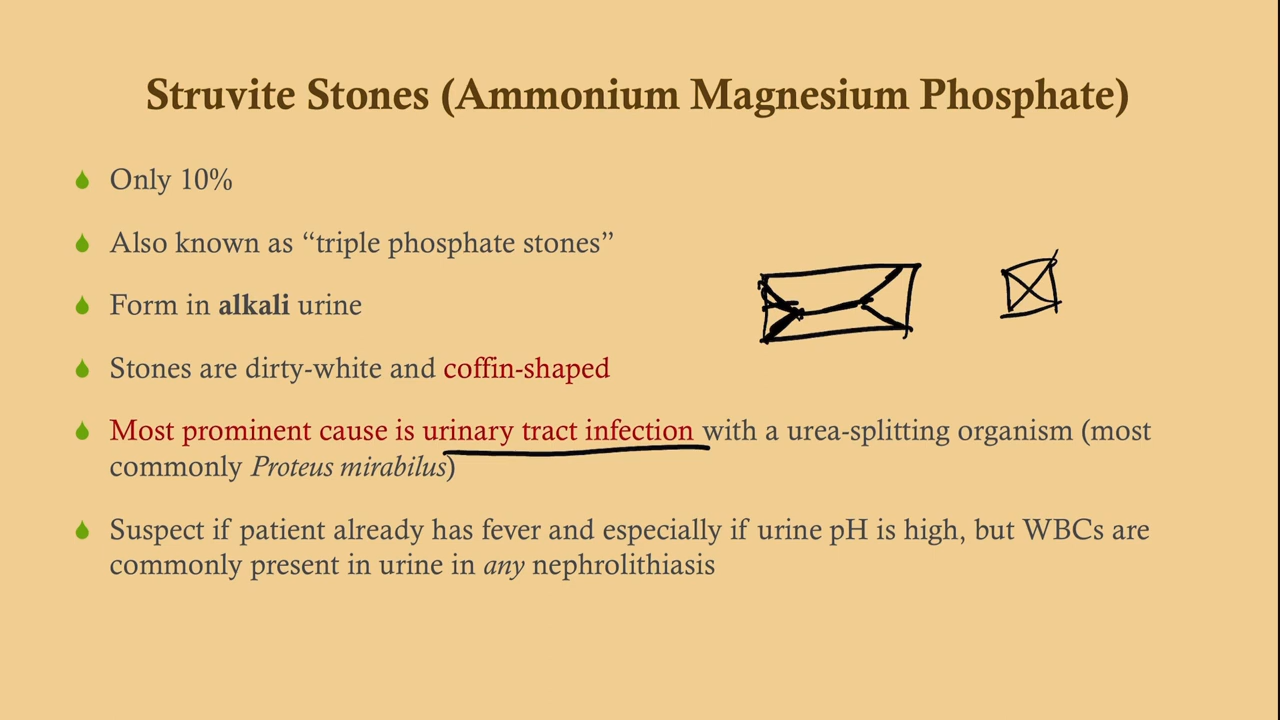 Struvite Stones (Ammonium Magnesium Phosphate)
Only 10%
Also known as “triple phosphate stones”
Form in alkali urine
Stones are dirty-white and coffin-shaped
Most prominent cause is urinary tract infection with a urea-splitting organism (most
commonly Proteus mirabilus)
Suspect if patient already has fever and especially if urine pH is high, but WBCs are
commonly present in urine in any nephrolithiasis